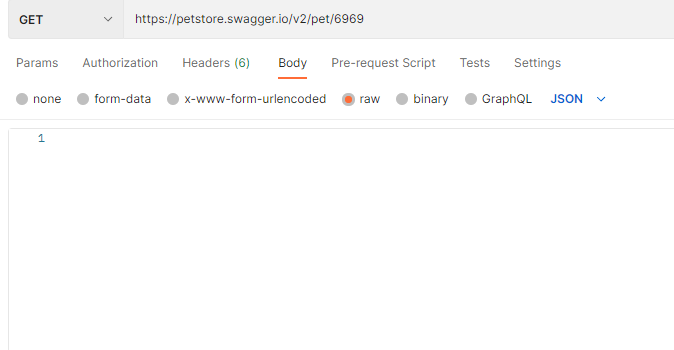 GET https://petstore.swagger.io/v2/pet/6969
Params Authorization Headers (6) Body Pre-request Script Tests Settings
none form-data x-www-form-urlencoded raw binary GraphQL JSON
1